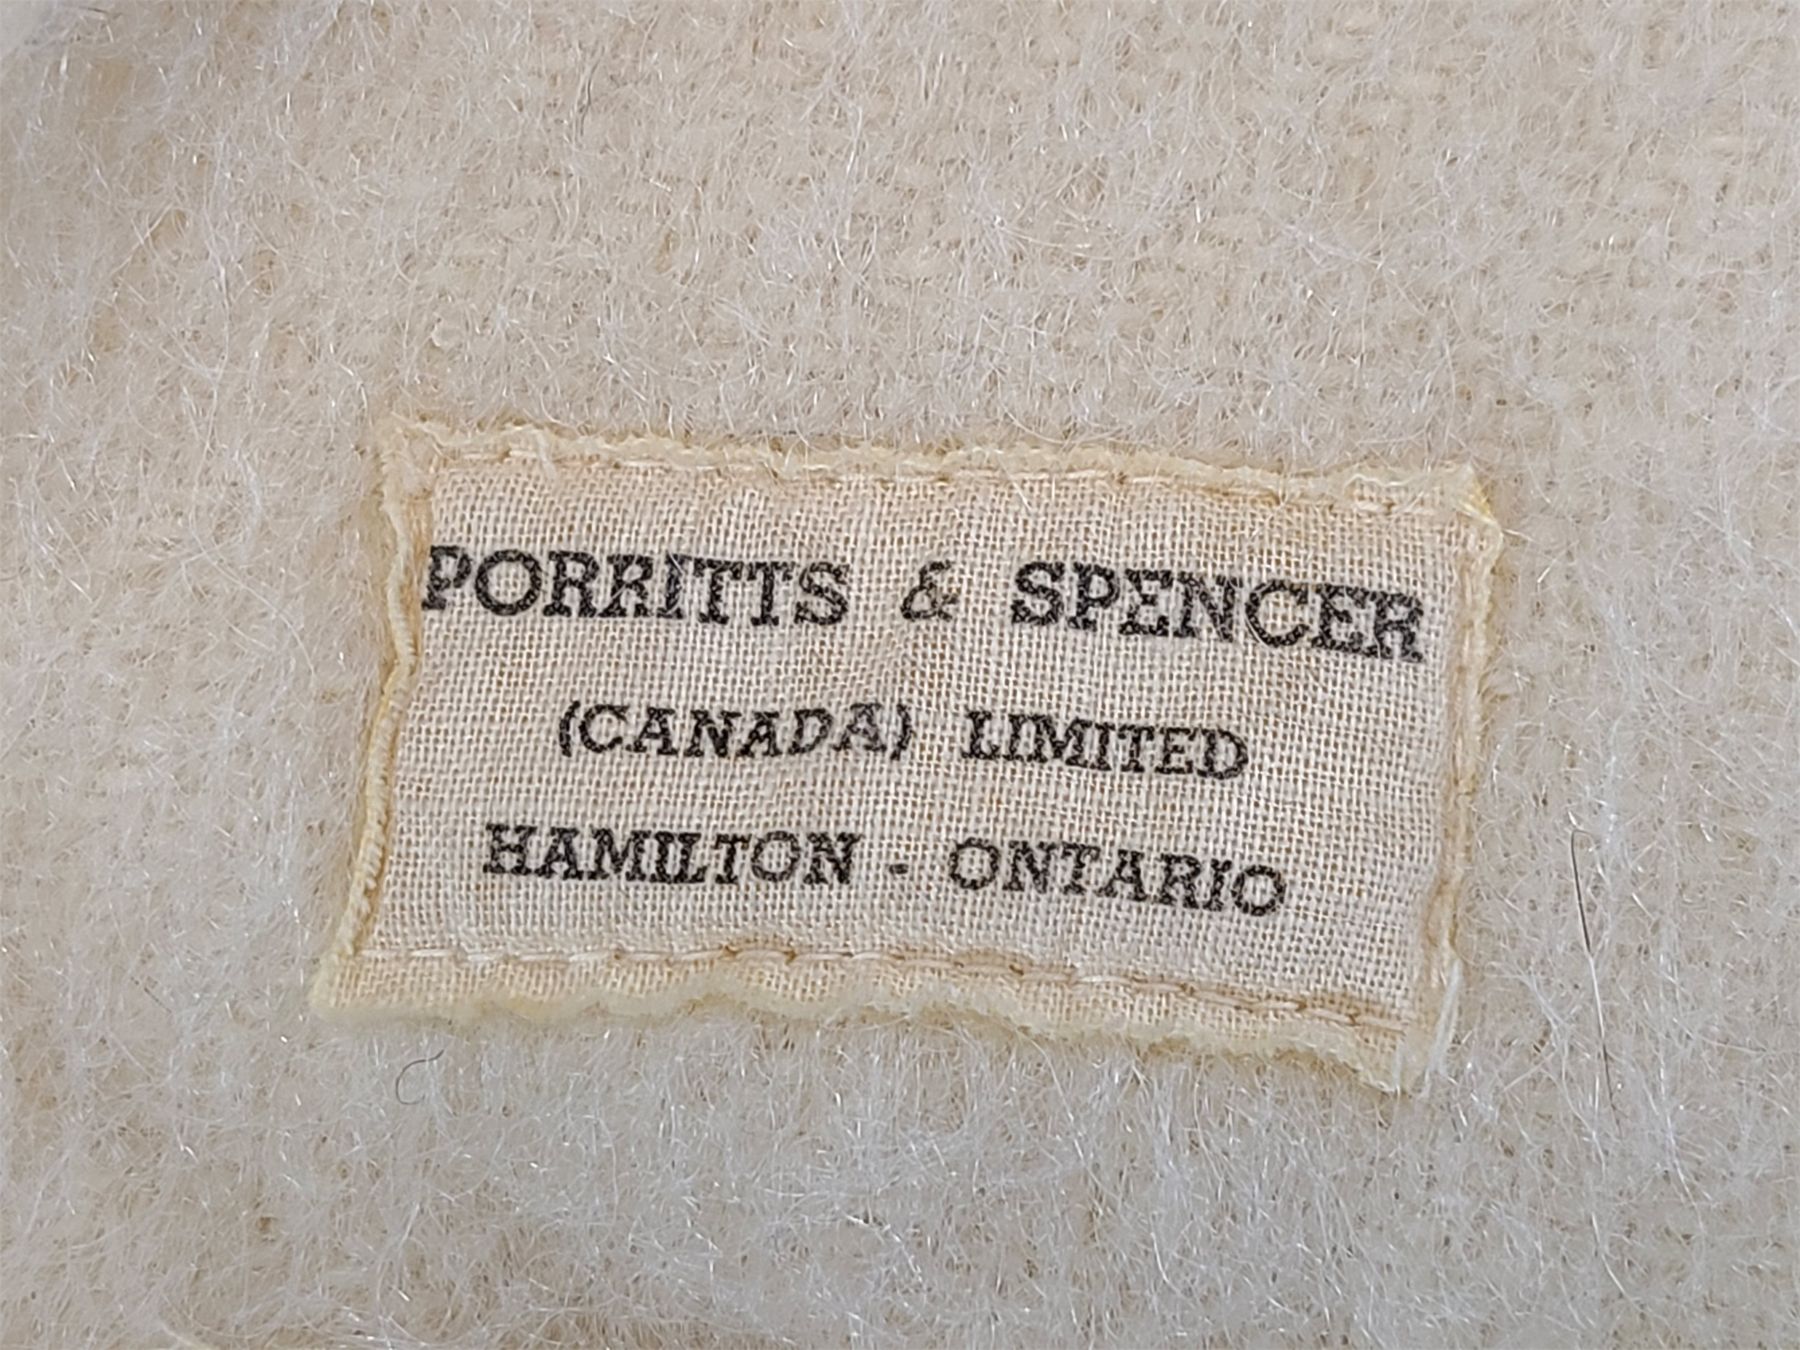 PORRITTS & SPENCER
(CANADA) LIMITED
HAMILTON - ONTARIO